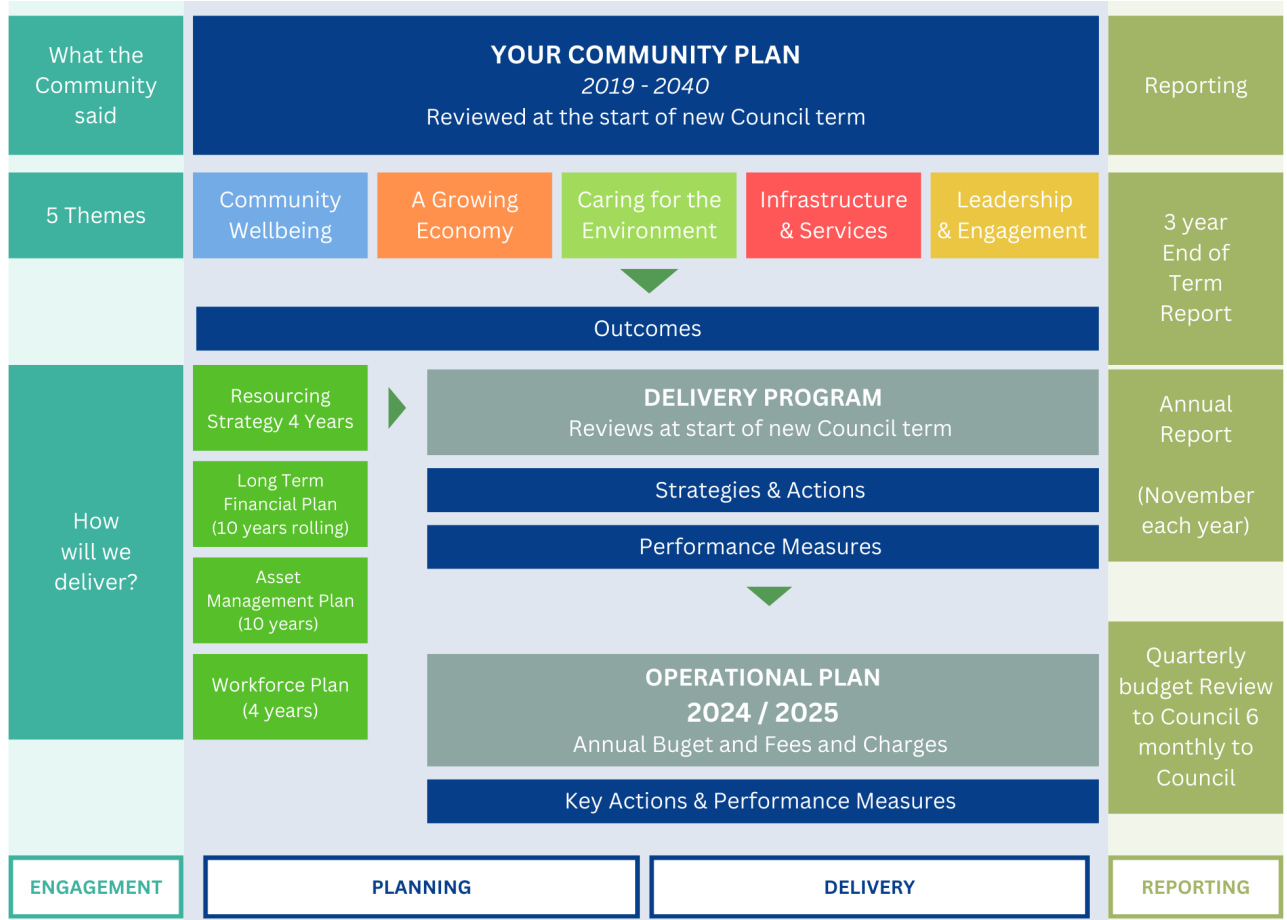 What the
Community
said
YOUR COMMUNITY PLAN
2019 - 2040
Reviewed at the start of new Council term
Reporting
5 Themes
Community
Wellbeing
A Growing
Economy
Caring for the
Environment
Infrastructure
& Services
Leadership
& Engagement
3 year
End of
Term
Report
Outcomes
How
will we
deliver?
Resourcing
Strategy 4 Years
Long Term
Financial Plan
(10 years rolling)
Asset
Management Plan
(10 years)
Workforce Plan
(4 years)
DELIVERY PROGRAM
Reviews at start of new Council term
Strategies & Actions
Performance Measures
OPERATIONAL PLAN
2024 / 2025
Annual Buget and Fees and Charges
Key Actions & Performance Measures
Annual
Report
(November
each year)
Quarterly
budget Review
to Council 6
monthly to
Council
ENGAGEMENT
PLANNING
DELIVERY
REPORTING